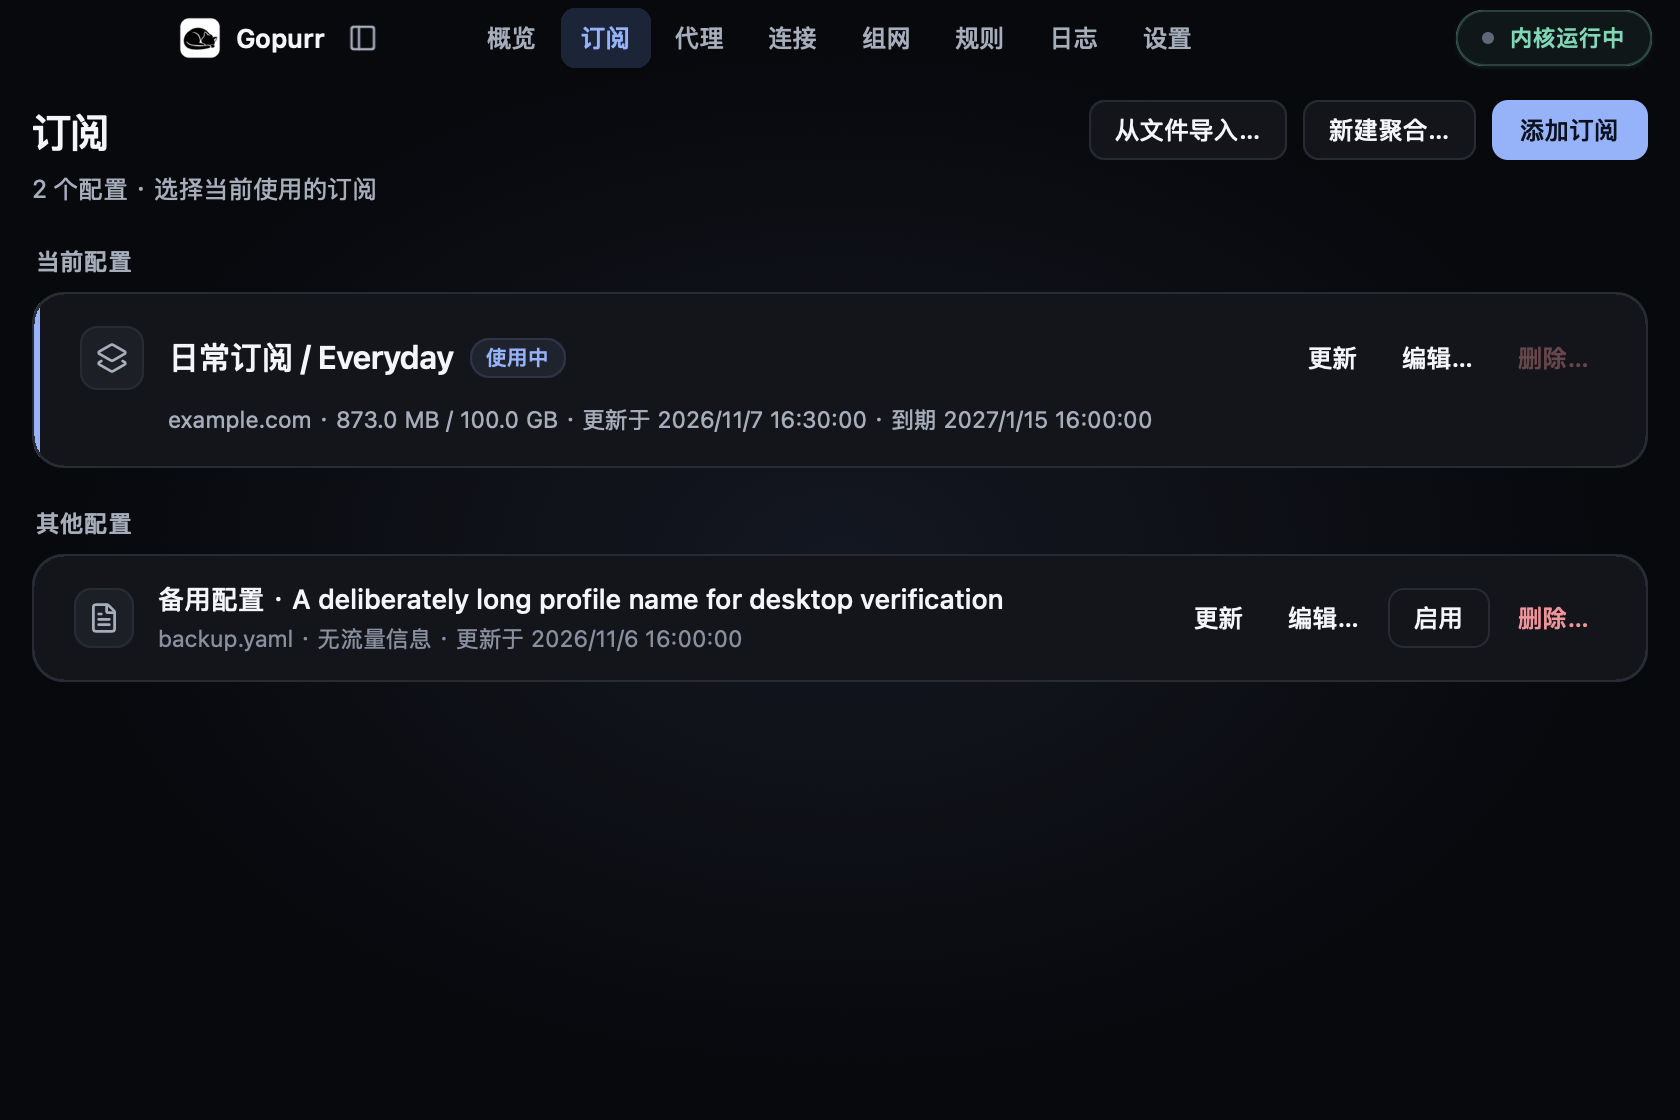 Gopurr 概览 订阅 代理 连接 组网 规则 日志 设置 内核运行中
订阅 从文件导入... 新建聚合... 添加订阅
2 个配置 · 选择当前使用的订阅
当前配置
日常订阅 / Everyday 使用中 更新 编辑... 删除...
example.com · 873.0 MB / 100.0 GB · 更新于 2026/11/7 16:30:00 · 到期 2027/1/15 16:00:00
其他配置
备用配置 · A deliberately long profile name for desktop verification
backup.yaml · 无流量信息 · 更新于 2026/11/6 16:00:00
更新 编辑... 启用 删除...